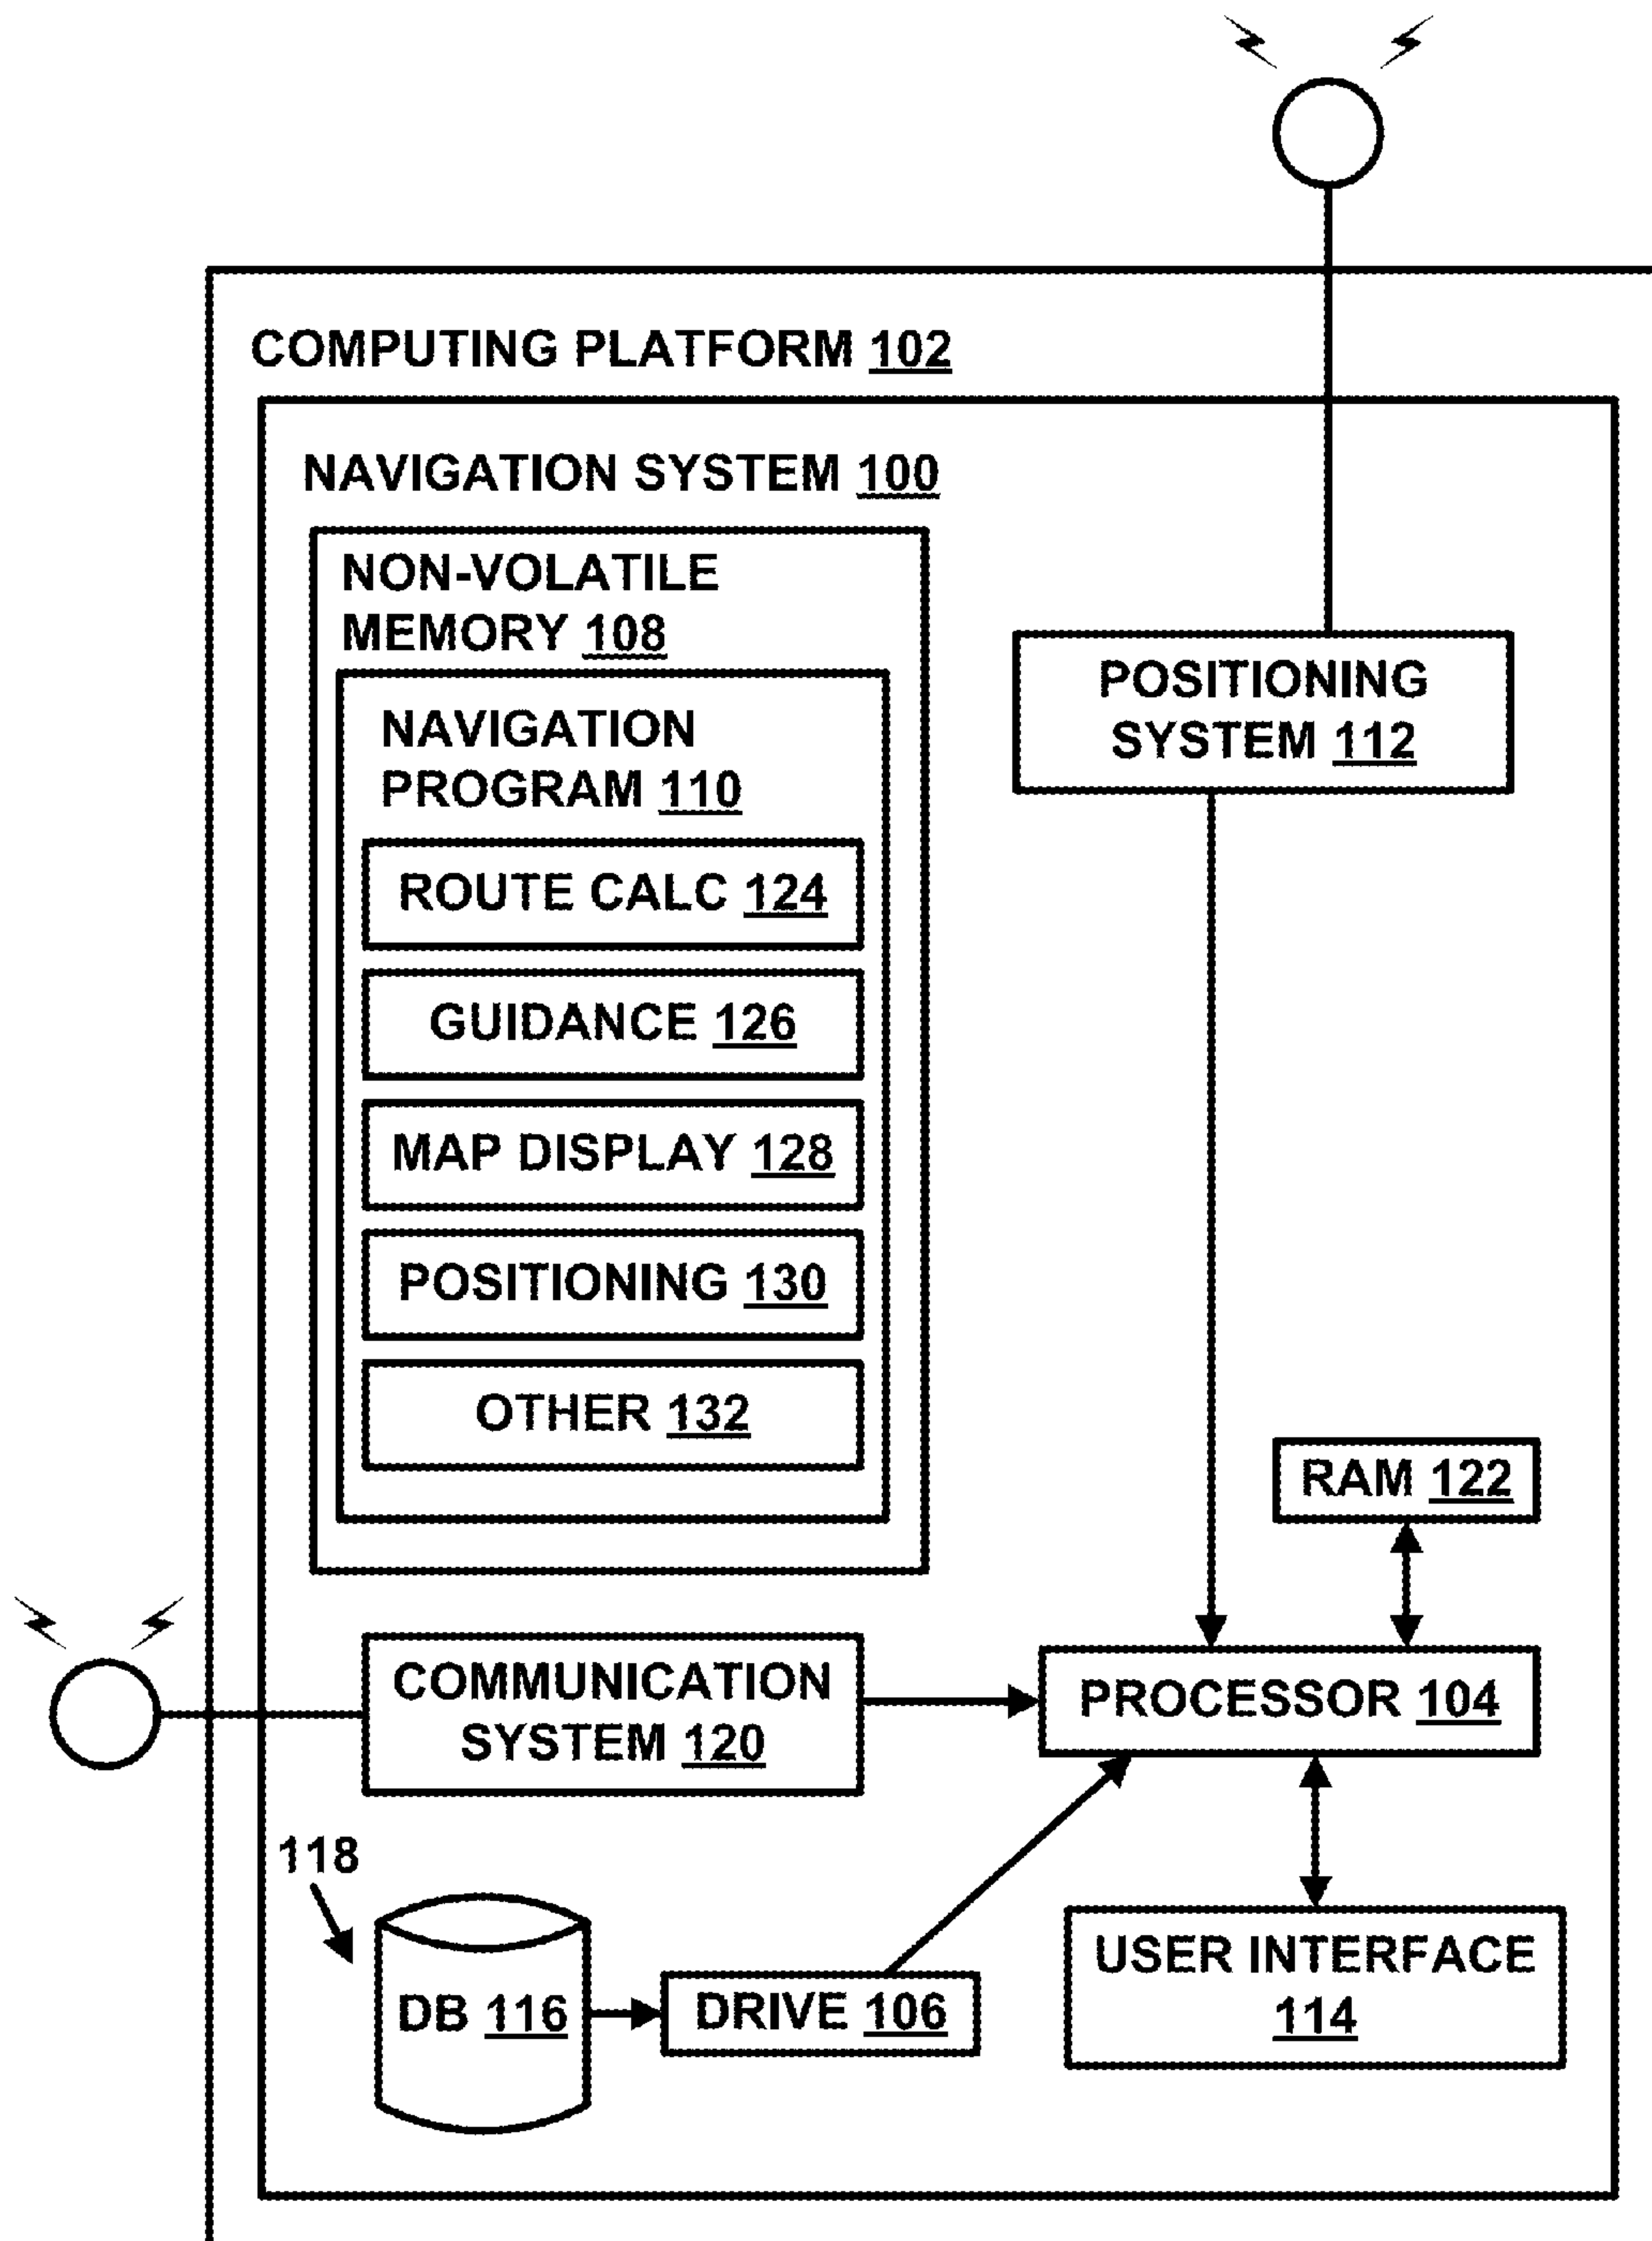 COMPUTING PLATFORM 102
NAVIGATION SYSTEM 100
NON-VOLATILE
MEMORY 108
NAVIGATION
PROGRAM 110
ROUTE CALC 124
GUIDANCE 126
MAP DISPLAY 128
POSITIONING 130
OTHER 132
POSITIONING
SYSTEM 112
RAM 122
COMMUNICATION
SYSTEM 120
PROCESSOR 104
118
DB 116
DRIVE 106
USER INTERFACE
114